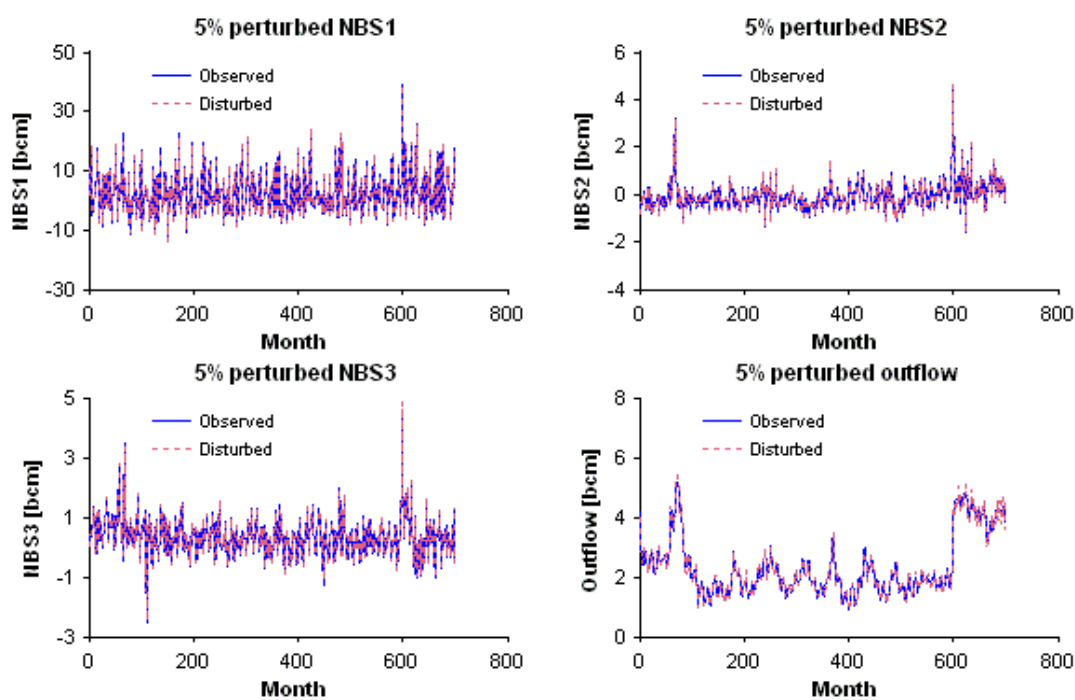 5% perturbed NBS1
50
30
10
-10
-30
NBS1 [bcm]
Observed
Disturbed
0 200 400 600 800
Month
5% perturbed NBS2
6
4
2
0
-2
-4
NBS2 [bcm]
Observed
Disturbed
0 200 400 600 800
Month
5% perturbed NBS3
5
3
1
-1
-3
NBS3 [bcm]
Observed
Disturbed
0 200 400 600 800
Month
5% perturbed outflow
8
6
4
2
0
Outflow [bcm]
Observed
Disturbed
0 200 400 600 800
Month